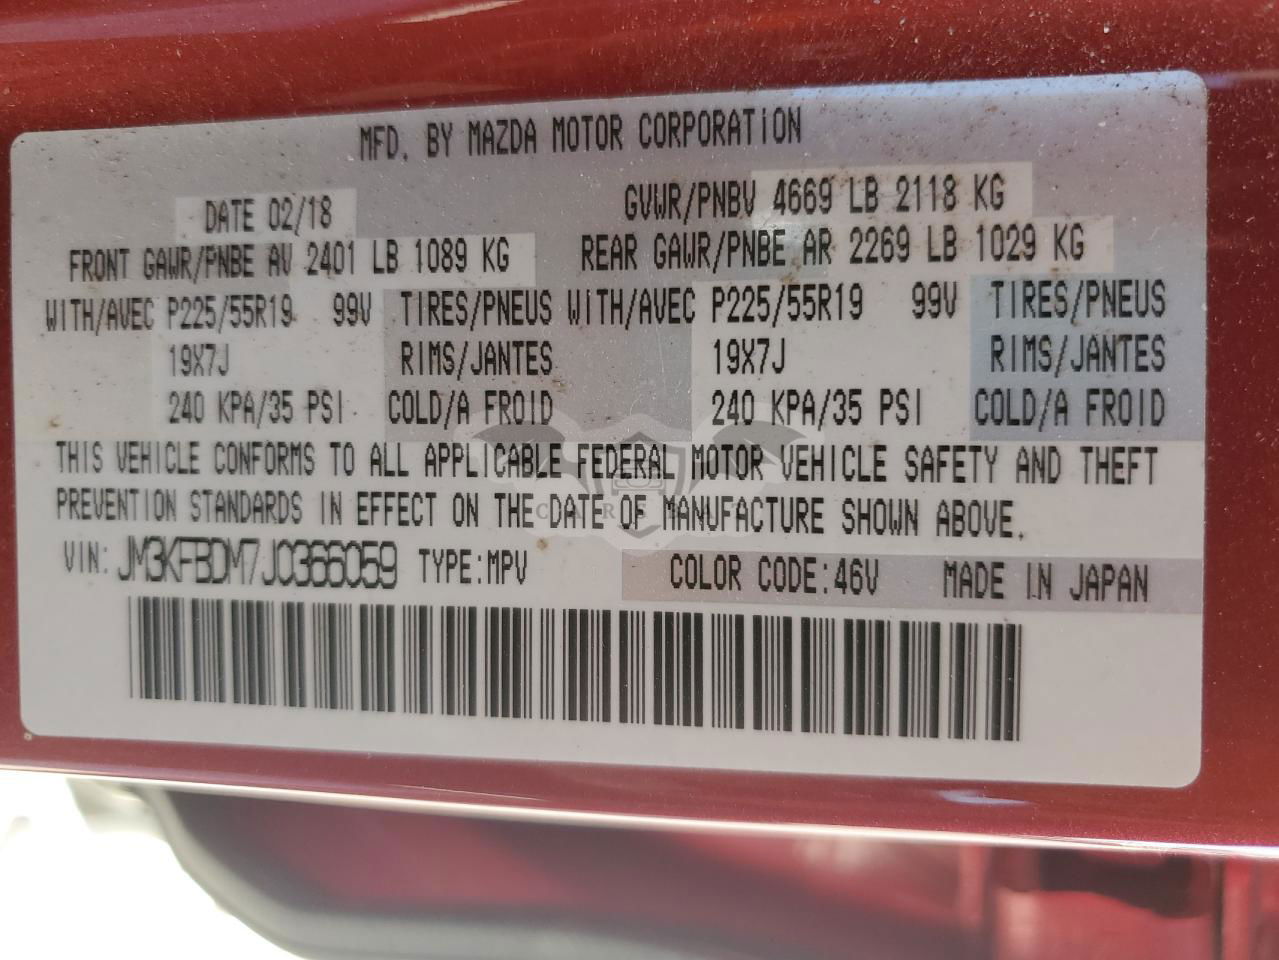 MFD. BY MAZDA MOTOR CORPORATION
DATE 02/18 GVWR/PNBV 4669 LB 2118 KG
FRONT GAWR/PNBE AV 2401 LB 1089 KG REAR GAWR/PNBE AR 2269 LB 1029 KG
WITH/AVEC P225/55R19 99V TIRES/PNEUS WITH/AVEC P225/55R19 99V TIRES/PNEUS
19X7J RIMS/JANTES 19X7J RIMS/JANTES
240 KPA/35 PSI COLD/A FROID 240 KPA/35 PSI COLD/A FROID
THIS VEHICLE CONFORMS TO ALL APPLICABLE FEDERAL MOTOR VEHICLE SAFETY AND THEFT
PREVENTION STANDARDS IN EFFECT ON THE DATE OF MANUFACTURE SHOWN ABOVE.
VIN: JM3KFBDM7J0366059 TYPE:MPV COLOR CODE:46V MADE IN JAPAN